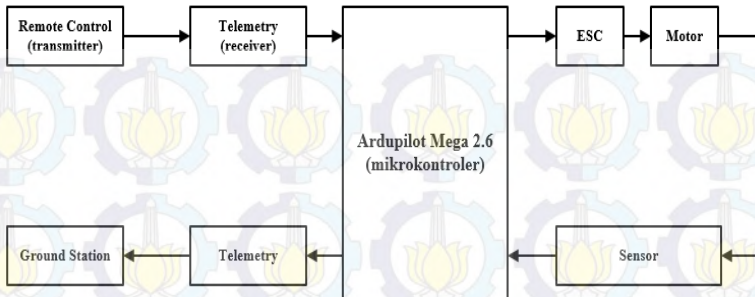 Remote Control
(transmitter)
Telemetry
(receiver)
ESC
Motor
Ardupilot Mega 2.6
(mikrokontroler)
Ground Station
Telemetry
Sensor